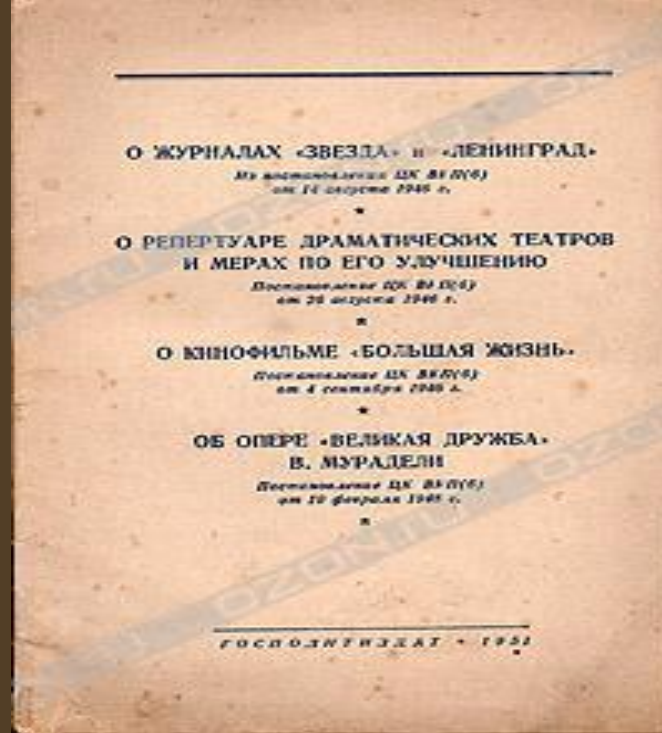 О ЖУРНАЛАХ «ЗВЕЗДА» и «ЛЕНИНГРАД»
Из постановления ЦК ВКП(б)
от 14 августа 1946 г.
★
О РЕПЕРТУАРЕ ДРАМАТИЧЕСКИХ ТЕАТРОВ
И МЕРАХ ПО ЕГО УЛУЧШЕНИЮ
Постановление ЦК ВКП(б)
от 26 августа 1946 г.
★
О КИНОФИЛЬМЕ «БОЛЬШАЯ ЖИЗНЬ»
Постановление ЦК ВКП(б)
от 4 сентября 1946 г.
★
ОБ ОПЕРЕ «ВЕЛИКАЯ ДРУЖБА»
В. МУРАДЕЛИ
Постановление ЦК ВКП(б)
от 10 февраля 1948 г.
★
OZONTUR
ГОСПОЛИТИЗДАТ • 1951